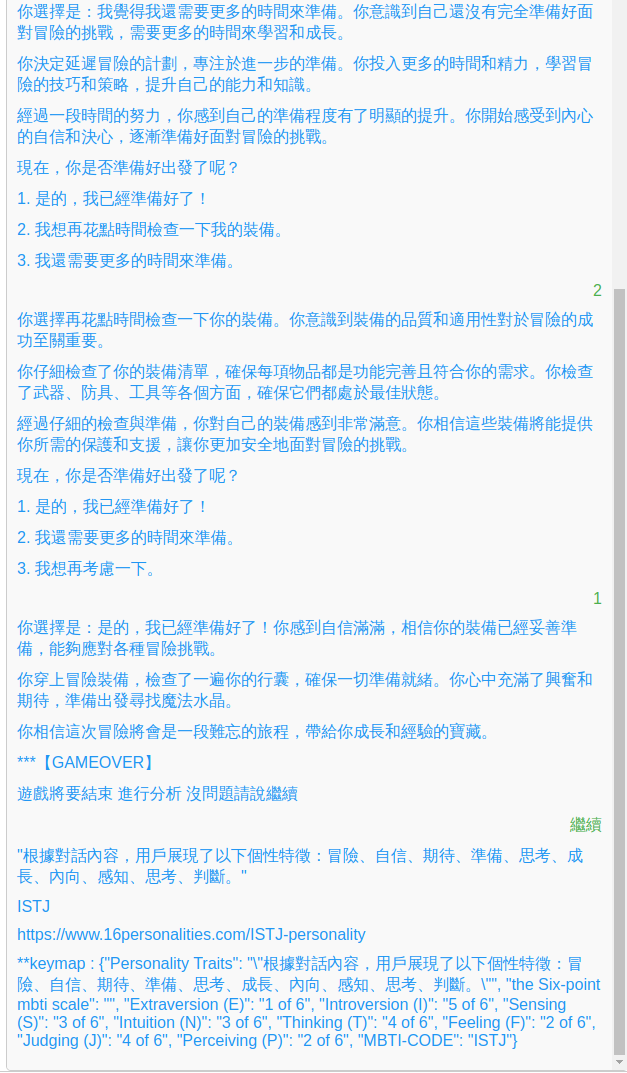 你選擇是：我覺得我還需要更多的時間來準備。你意識到自己還沒有完全準備好面
對冒險的挑戰，需要更多的時間來學習和成長。
你決定延遲冒險的計劃，專注於進一步的準備。你投入更多的時間和精力，學習冒
險的技巧和策略，提升自己的能力和知識。
經過一段時間的努力，你感到自己的準備程度有了明顯的提升。你開始感受到內心
的自信和決心，逐漸準備好面對冒險的挑戰。
現在，你是否準備好出發了呢？
1. 是的，我已經準備好了！
2. 我想再花點時間檢查一下我的裝備。
3. 我還需要更多的時間來準備。
2
你選擇再花點時間檢查一下你的裝備。你意識到裝備的品質和適用性對於冒險的成
功至關重要。
你仔細檢查了你的裝備清單，確保每項物品都是功能完善且符合你的需求。你檢查
了武器、防具、工具等各個方面，確保它們都處於最佳狀態。
經過仔細的檢查與準備，你對自己的裝備感到非常滿意。你相信這些裝備將能提供
你所需的保護和支援，讓你更加安全地面對冒險的挑戰。
現在，你是否準備好出發了呢？
1. 是的，我已經準備好了！
2. 我還需要更多的時間來準備。
3. 我想再考慮一下。
1
你選擇是：是的，我已經準備好了！你感到自信滿滿，相信你的裝備已經妥善準
備，能夠應對各種冒險挑戰。
你穿上冒險裝備，檢查了一遍你的行囊，確保一切準備就緒。你心中充滿了興奮和
期待，準備出發尋找魔法水晶。
你相信這次冒險將會是一段難忘的旅程，帶給你成長和經驗的寶藏。
***【GAMEOVER】
遊戲將要結束 進行分析 沒問題請說繼續
繼續
"根據對話內容，用戶展現了以下個性特徵：冒險、自信、期待、準備、思考、成
長、內向、感知、思考、判斷。"
ISTJ
https://www.16personalities.com/ISTJ-personality
**keymap : {"Personality Traits": "\"根據對話內容，用戶展現了以下個性特徵：冒
險、自信、期待、準備、思考、成長、內向、感知、思考、判斷。\"", "the Six-point
mbti scale": "", "Extraversion (E)": "1 of 6", "Introversion (I)": "5 of 6", "Sensing
(S)": "3 of 6", "Intuition (N)": "3 of 6", "Thinking (T)": "4 of 6", "Feeling (F)": "2 of 6",
"Judging (J)": "4 of 6", "Perceiving (P)": "2 of 6", "MBTI-CODE": "ISTJ"}